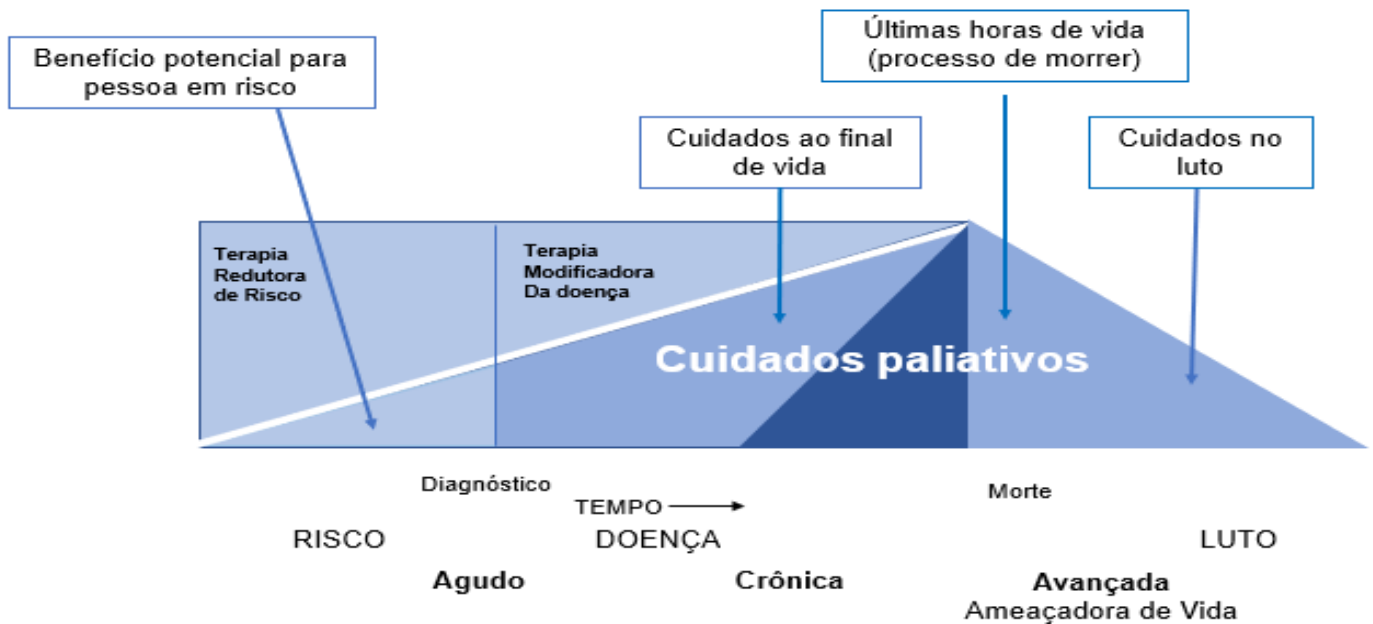 Últimas horas de vida
(processo de morrer)
Benefício potencial para
pessoa em risco
Cuidados ao final
de vida
Cuidados no
luto
Terapia
Redutora
de Risco
Terapia
Modificadora
Da doença
Cuidados paliativos
Diagnóstico
TEMPO
Morte
RISCO
DOENÇA
LUTO
Agudo
Crônica
Avançada
Ameaçadora de Vida